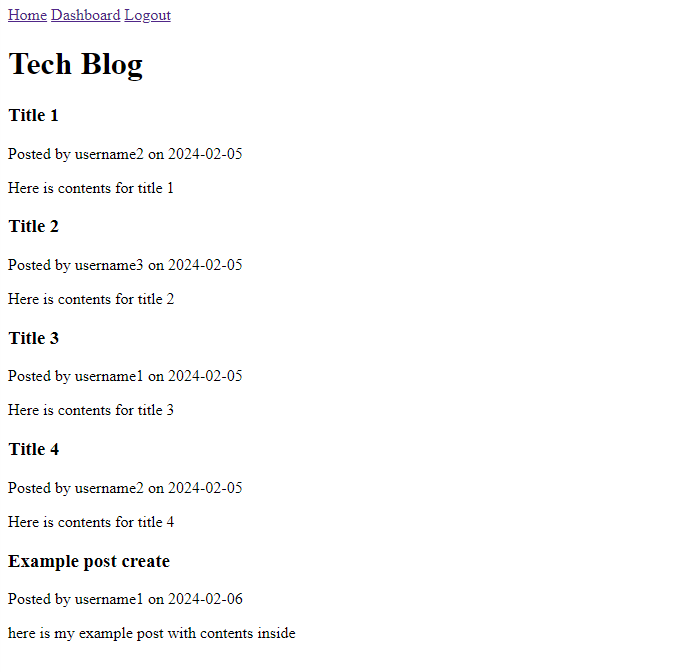 Home Dashboard Logout
Tech Blog
Title 1
Posted by username2 on 2024-02-05
Here is contents for title 1
Title 2
Posted by username3 on 2024-02-05
Here is contents for title 2
Title 3
Posted by username1 on 2024-02-05
Here is contents for title 3
Title 4
Posted by username2 on 2024-02-05
Here is contents for title 4
Example post create
Posted by username1 on 2024-02-06
here is my example post with contents inside